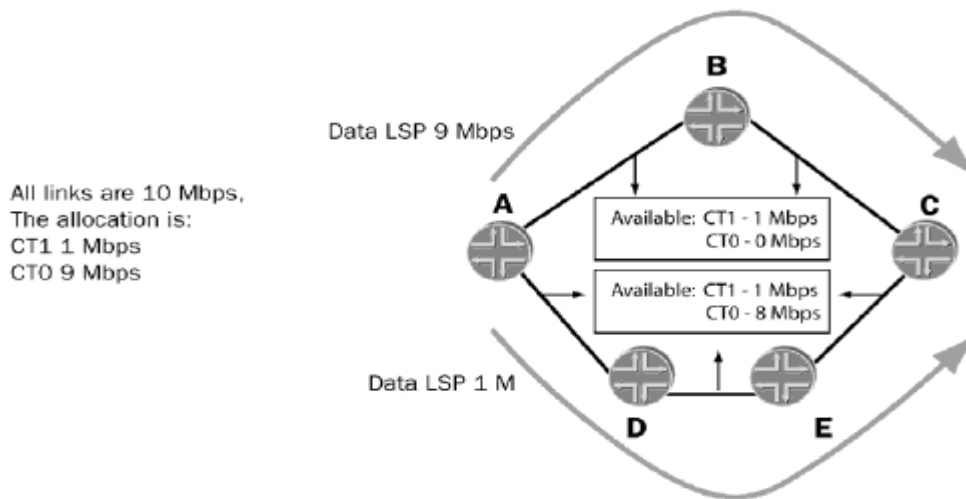 All links are 10 Mbps,
The allocation is:
CT1 1 Mbps
CT0 9 Mbps
Data LSP 9 Mbps
B
A
C
Available: CT1 - 1 Mbps
CT0 - 0 Mbps
Available: CT1 - 1 Mbps
CT0 - 8 Mbps
Data LSP 1 M
D
E